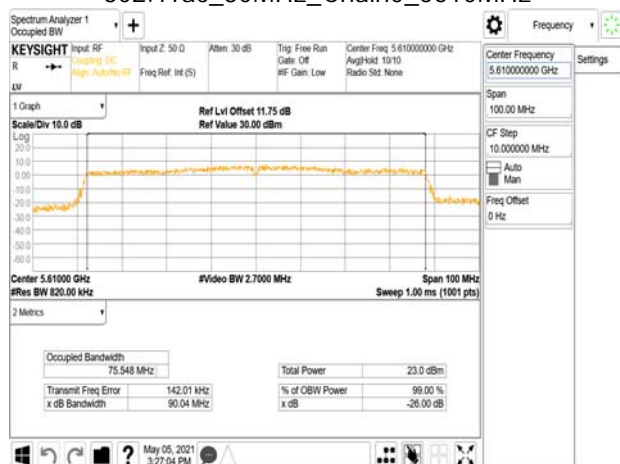 Spectrum Analyzer 1
Occupied BW
Frequency
KEYSIGHT
R
LV
Input: RF
Coupling: DC
Align: Auto/No RF
Input Z: 50 Ω
Freq Ref: Int (S)
Atten: 30 dB
Trig: Free Run
Gate: Off
#IF Gain: Low
Center Freq: 5.610000000 GHz
Avg|Hold: 10/10
Radio Std: None
Center Frequency
5.610000000 GHz
Settings
Span
100.00 MHz
CF Step
10.000000 MHz
Auto
Man
Freq Offset
0 Hz
1 Graph
Scale/Div 10.0 dB
Ref Lvl Offset 11.75 dB
Ref Value 30.00 dBm
Log
20.0
10.0
0.00
-10.0
-20.0
-30.0
-40.0
-50.0
-60.0
Center 5.61000 GHz
#Res BW 820.00 kHz
#Video BW 2.7000 MHz
Span 100 MHz
Sweep 1.00 ms (1001 pts)
2 Metrics
Occupied Bandwidth
75.548 MHz
Total Power 23.0 dBm
Transmit Freq Error 142.01 kHz
% of OBW Power 99.00 %
x dB Bandwidth 90.04 MHz
x dB -26.00 dB
May 05, 2021
3:27:04 PM